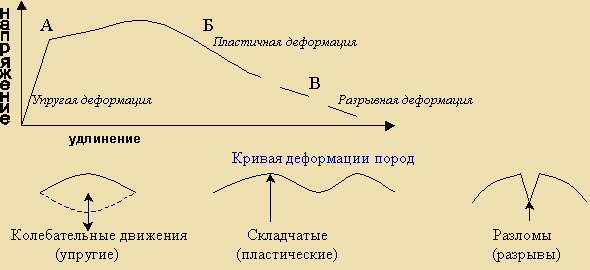 напряжение
А
Б
Пластичная деформация
В
Упругая деформация
Разрывная деформация
удлинение
Кривая деформации пород
Колебательные движения
(упругие)
Складчатые
(пластические)
Разломы
(разрывы)